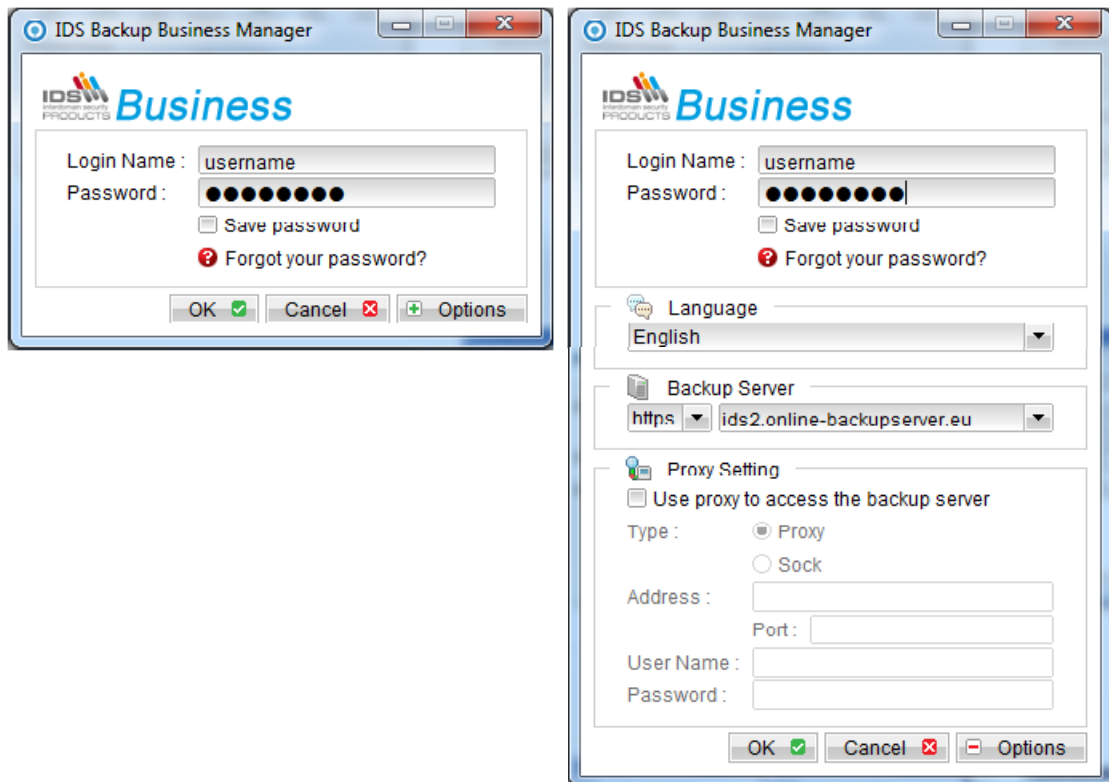 IDS Backup Business Manager
IDS
interdomain security
PRODUCTS
Business
Login Name : username
Password : ●●●●●●●●
Save password
Forgot your password?
OK Cancel Options
IDS Backup Business Manager
IDS
interdomain security
PRODUCTS
Business
Login Name : username
Password : ●●●●●●●●
Save password
Forgot your password?
Language
English
Backup Server
https ids2.online-backupserver.eu
Proxy Setting
Use proxy to access the backup server
Type : Proxy
Sock
Address :
Port :
User Name :
Password :
OK Cancel Options